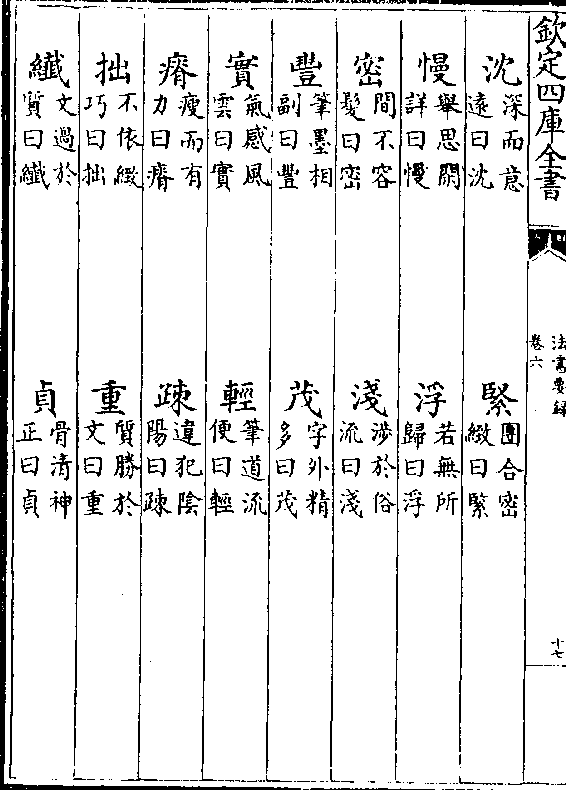 欽定四庫全書
法書要録
卷六
十七
沈深而意遠曰沈 緊團合密緻曰緊
慢舉思閑詳曰慢 浮若無所歸曰浮
密間不容髮曰密 淺涉於俗流曰淺
豐筆墨相副曰豐 茂字外精多曰茂
實氣感風雲曰實 輕筆道流便曰輕
瘠瘦而有力曰瘠 疎違犯陰陽曰疎
拙不依緻巧曰拙 重質勝於文曰重
纖文過於質曰纖 貞骨清神正曰貞